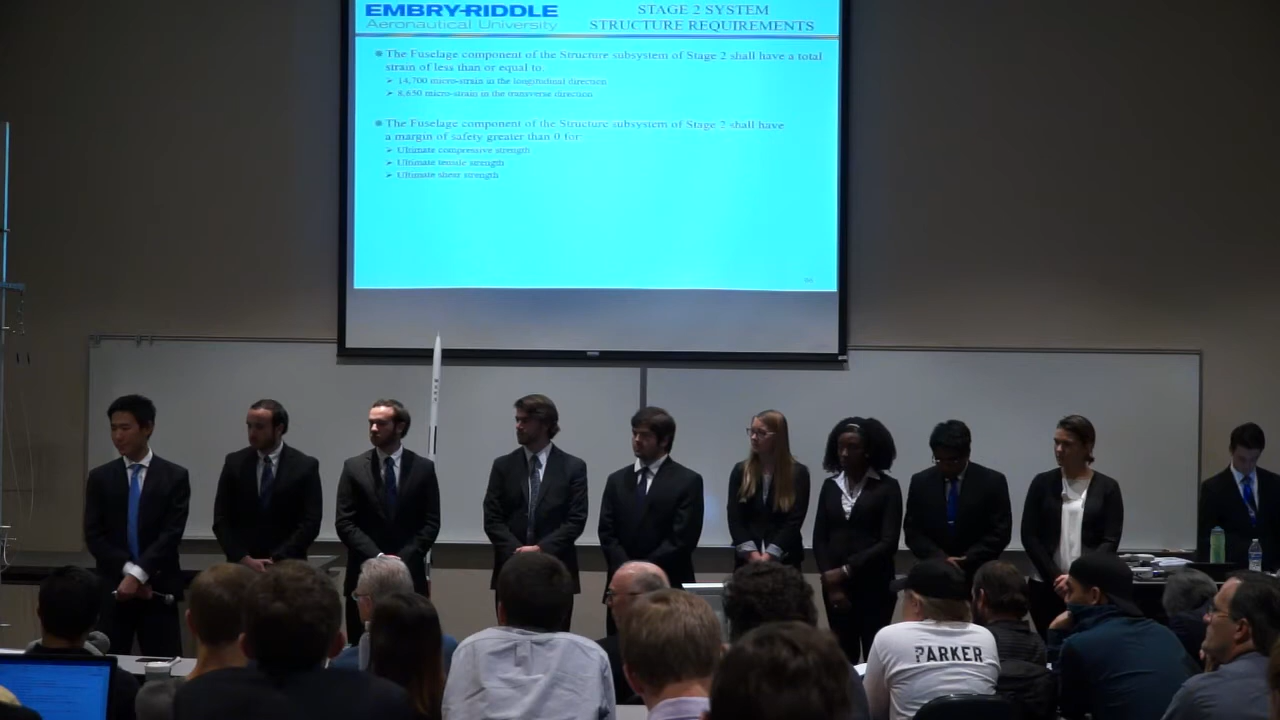 EMBRY-RIDDLE
Aeronautical University
STAGE 2 SYSTEM
STRUCTURE REQUIREMENTS
The Fuselage component of the Structure subsystem of Stage 2 shall have a total
strain of less than or equal to:
14,700 micro-strain in the longitudinal direction
8,650 micro-strain in the transverse direction
The Fuselage component of the Structure subsystem of Stage 2 shall have
a margin of safety greater than 0 for:
Ultimate compressive strength
Ultimate tensile strength
Ultimate shear strength
PARKER